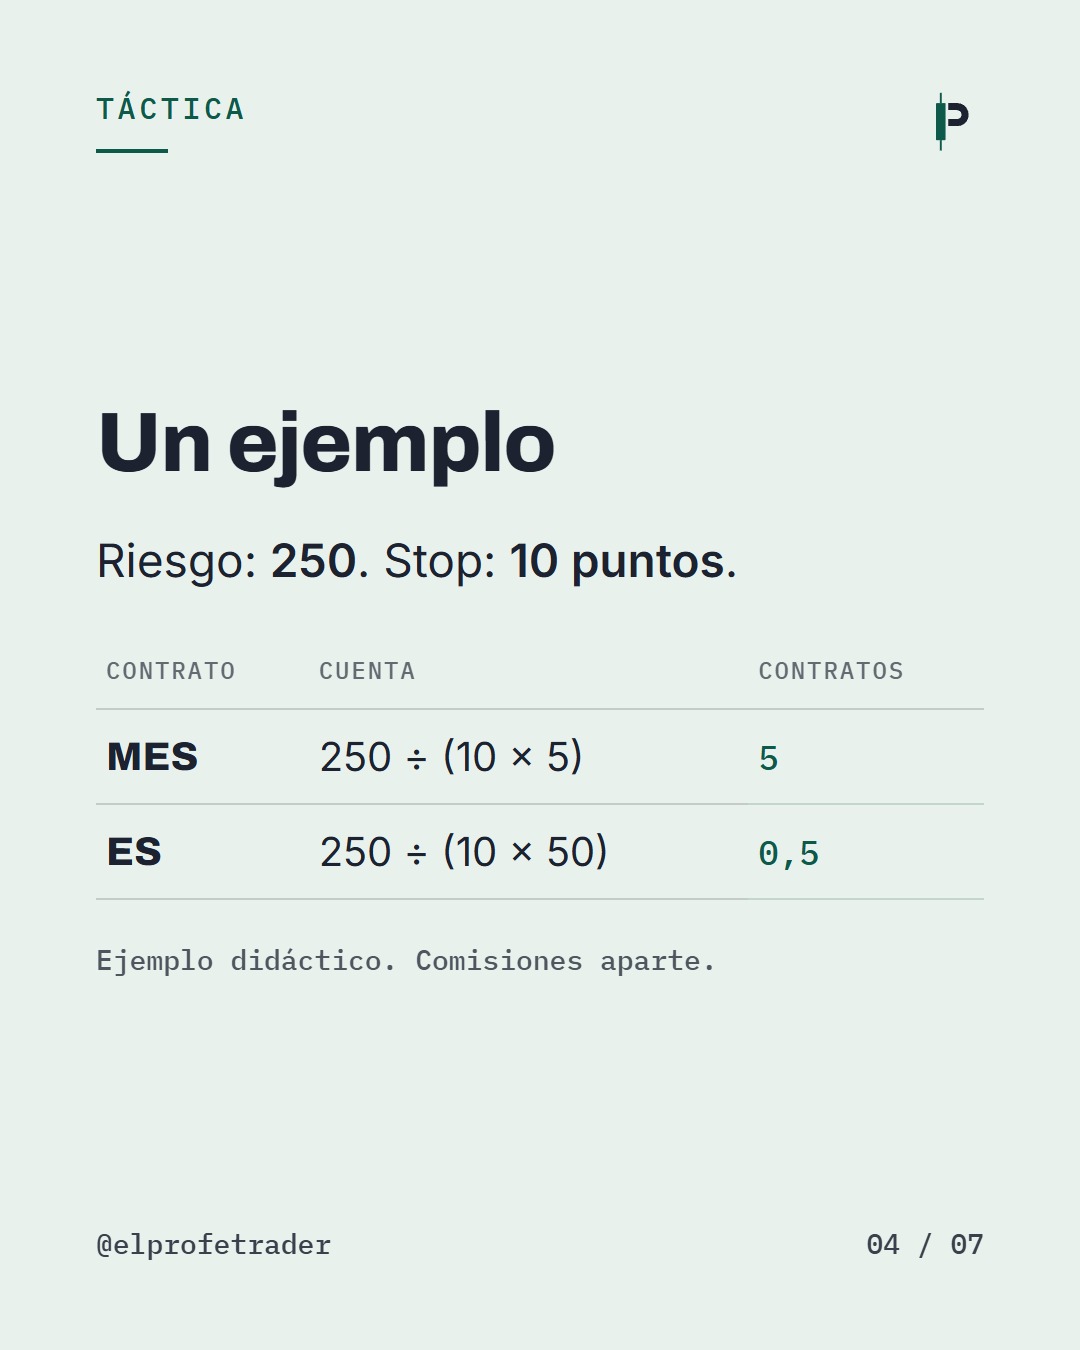 TÁCTICA
Un ejemplo
Riesgo: 250. Stop: 10 puntos.
CONTRATO CUENTA CONTRATOS
MES 250 ÷ (10 × 5) 5
ES 250 ÷ (10 × 50) 0,5
Ejemplo didáctico. Comisiones aparte.
@elprofetrader 04 / 07